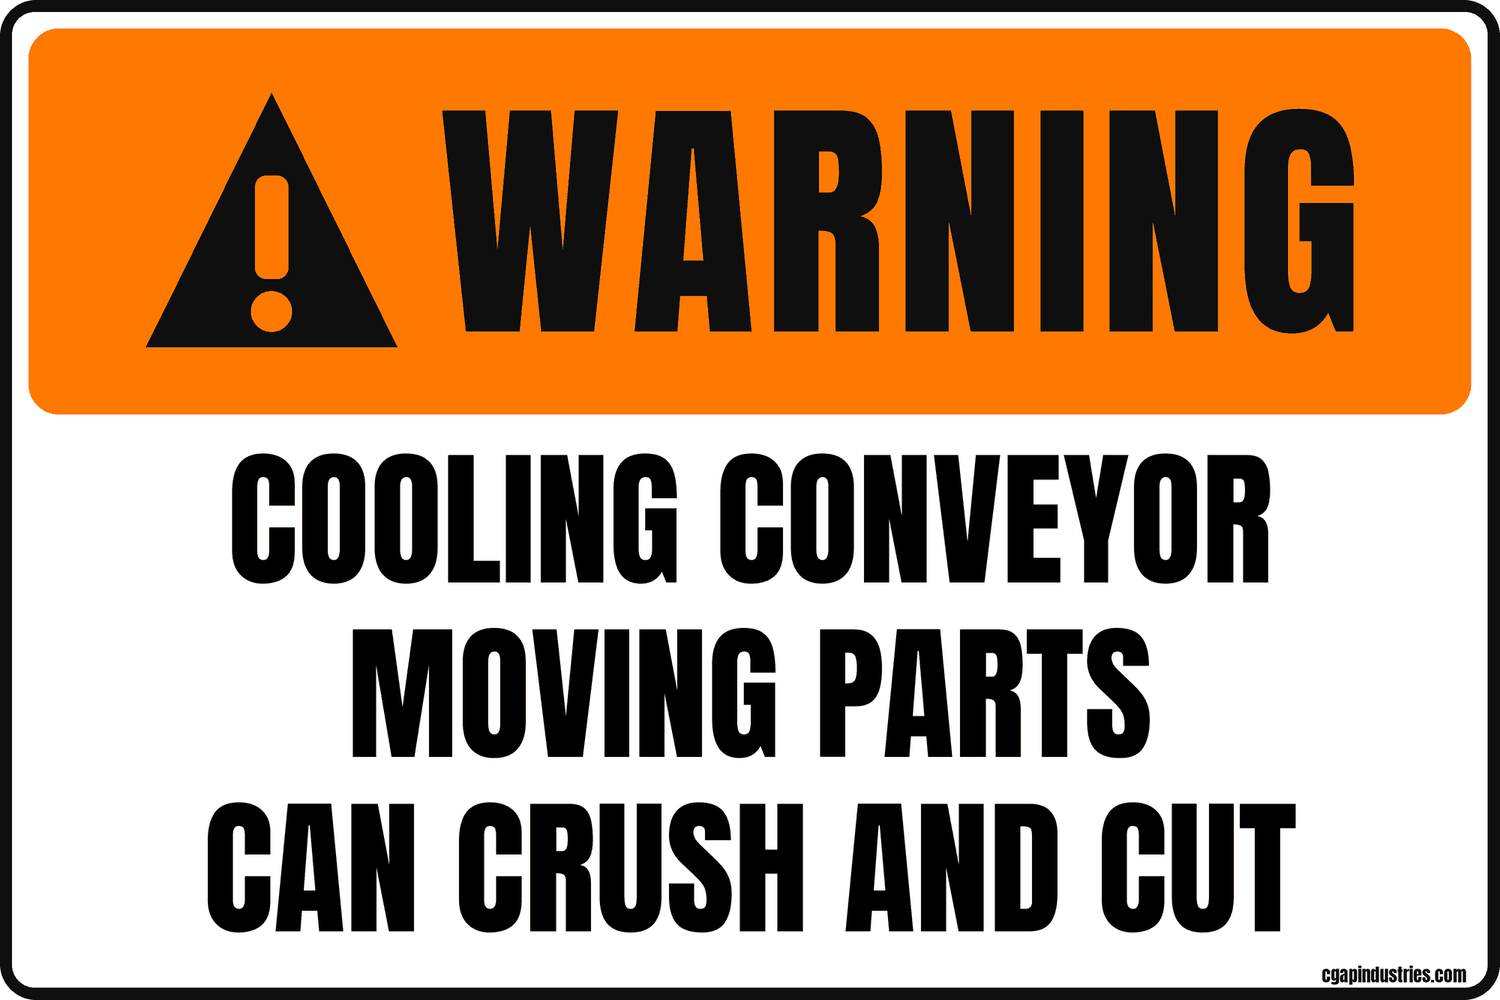 WARNING
COOLING CONVEYOR
MOVING PARTS
CAN CRUSH AND CUT
cgapindustries.com